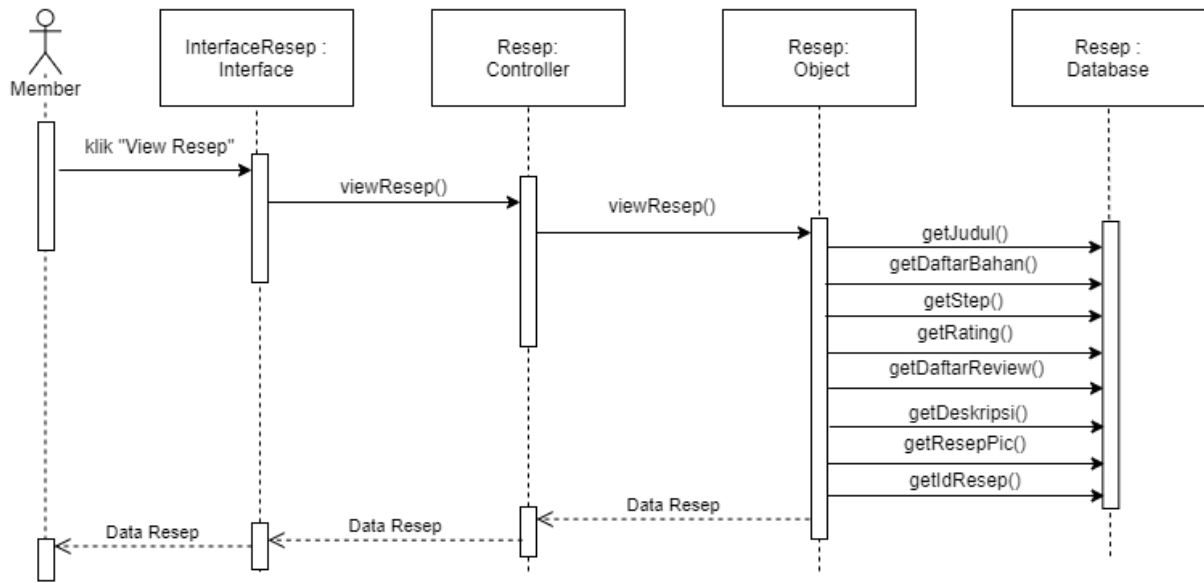 Member
InterfaceResep :
Interface
Resep:
Controller
Resep:
Object
Resep :
Database
klik "View Resep"
viewResep()
viewResep()
getJudul()
getDaftarBahan()
getStep()
getRating()
getDaftarReview()
getDeskripsi()
getResepPic()
getIdResep()
Data Resep
Data Resep
Data Resep